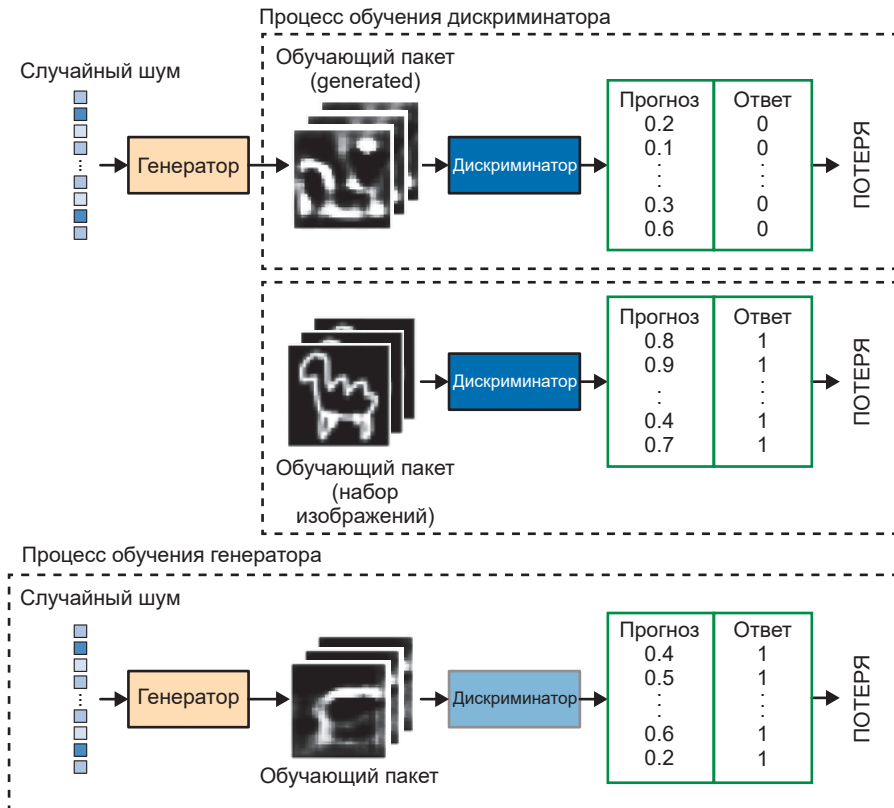 Процесс обучения дискриминатора
Случайный шум
Обучающий пакет
(generated)
Генератор
Дискриминатор
Прогноз Ответ
0.2 0
0.1 0
: :
0.3 0
0.6 0
ПОТЕРЯ
Дискриминатор
Прогноз Ответ
0.8 1
0.9 1
: :
0.4 1
0.7 1
ПОТЕРЯ
Обучающий пакет
(набор
изображений)
Процесс обучения генератора
Случайный шум
Генератор
Дискриминатор
Прогноз Ответ
0.4 1
0.5 1
: :
0.6 1
0.2 1
ПОТЕРЯ
Обучающий пакет